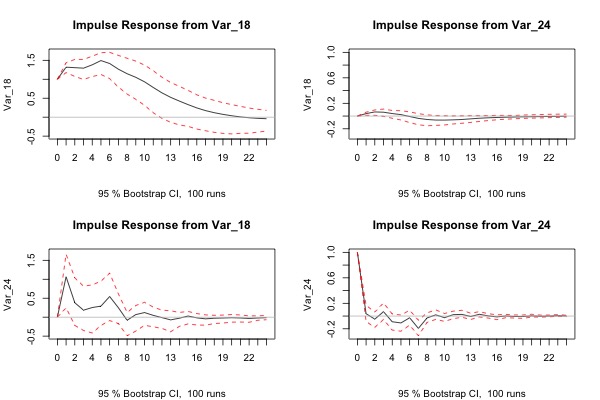 Impulse Response from Var_18
Var_18
1.5
0.5
-0.5
0 2 4 6 8 10 13 16 19 22
95 % Bootstrap CI, 100 runs
Impulse Response from Var_24
Var_18
1.0
0.6
0.2
-0.2
0 2 4 6 8 10 13 16 19 22
95 % Bootstrap CI, 100 runs
Impulse Response from Var_18
Var_24
1.5
0.5
-0.5
0 2 4 6 8 10 13 16 19 22
95 % Bootstrap CI, 100 runs
Impulse Response from Var_24
Var_24
1.0
0.6
0.2
-0.2
0 2 4 6 8 10 13 16 19 22
95 % Bootstrap CI, 100 runs